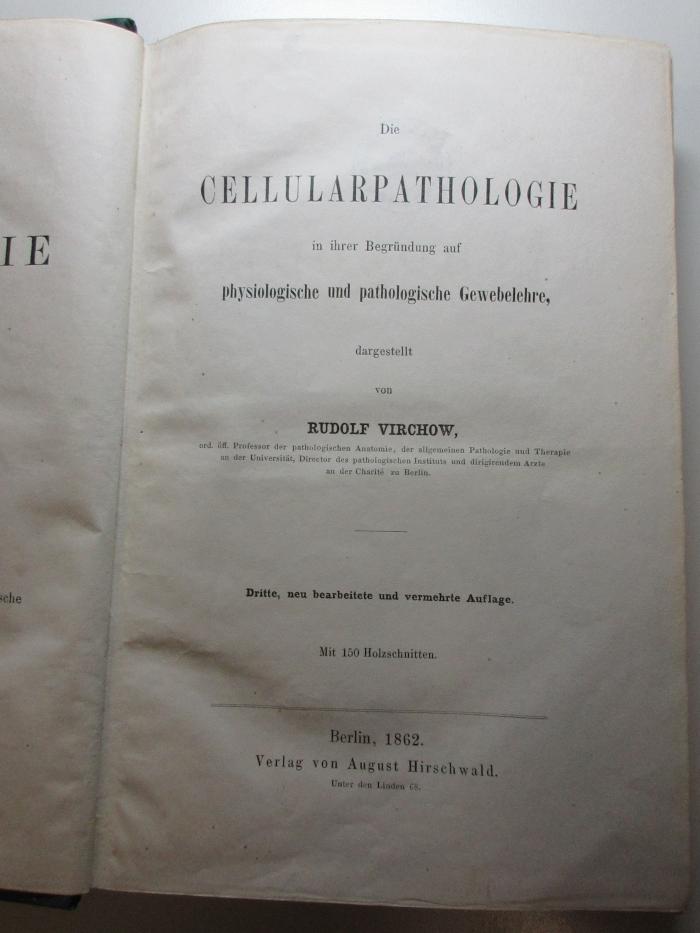 IE
sche
Die
CELLULARPATHOLOGIE
in ihrer Begründung auf
physiologische und pathologische Gewebelehre,
dargestellt
von
RUDOLF VIRCHOW,
ord. öff. Professor der pathologischen Anatomie, der allgemeinen Pathologie und Therapie
an der Universität, Director des pathologischen Instituts und dirigirendem Arzte
an der Charité zu Berlin.
Dritte, neu bearbeitete und vermehrte Auflage.
Mit 150 Holzschnitten.
Berlin, 1862.
Verlag von August Hirschwald.
Unter den Linden 68.